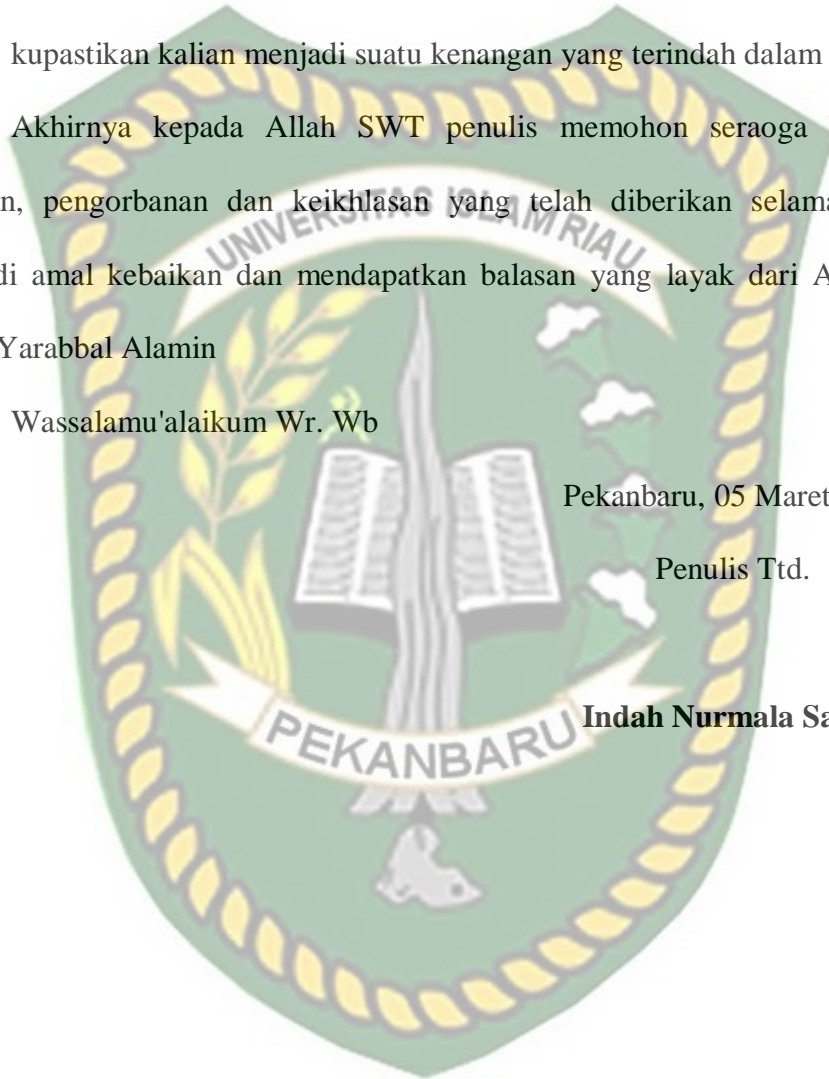 kupastikan kalian menjadi suatu kenangan yang terindah dalam
Akhirnya kepada Allah SWT penulis memohon seraoga
n, pengorbanan dan keikhlasan yang telah diberikan selama
UNIVERSITAS ISLAM RIAU
di amal kebaikan dan mendapatkan balasan yang layak dari A
Yarabbal Alamin
Wassalamu'alaikum Wr. Wb
Pekanbaru, 05 Maret
Penulis Ttd.
Indah Nurmala Sa
PEKANBARU